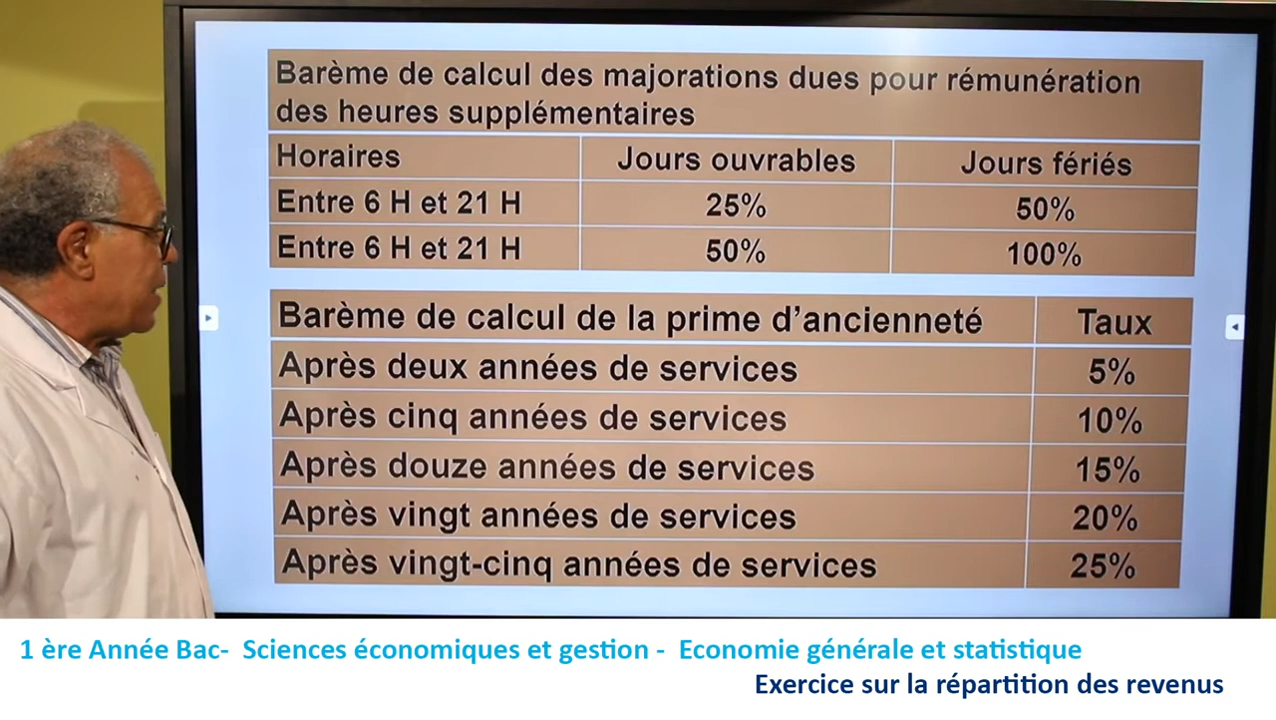 Barème de calcul des majorations dues pour rémunération
des heures supplémentaires
Horaires Jours ouvrables Jours fériés
Entre 6 H et 21 H 25% 50%
Entre 6 H et 21 H 50% 100%
Barème de calcul de la prime d'ancienneté Taux
Après deux années de services 5%
Après cinq années de services 10%
Après douze années de services 15%
Après vingt années de services 20%
Après vingt-cinq années de services 25%
1 ère Année Bac- Sciences économiques et gestion - Economie générale et statistique
Exercice sur la répartition des revenus